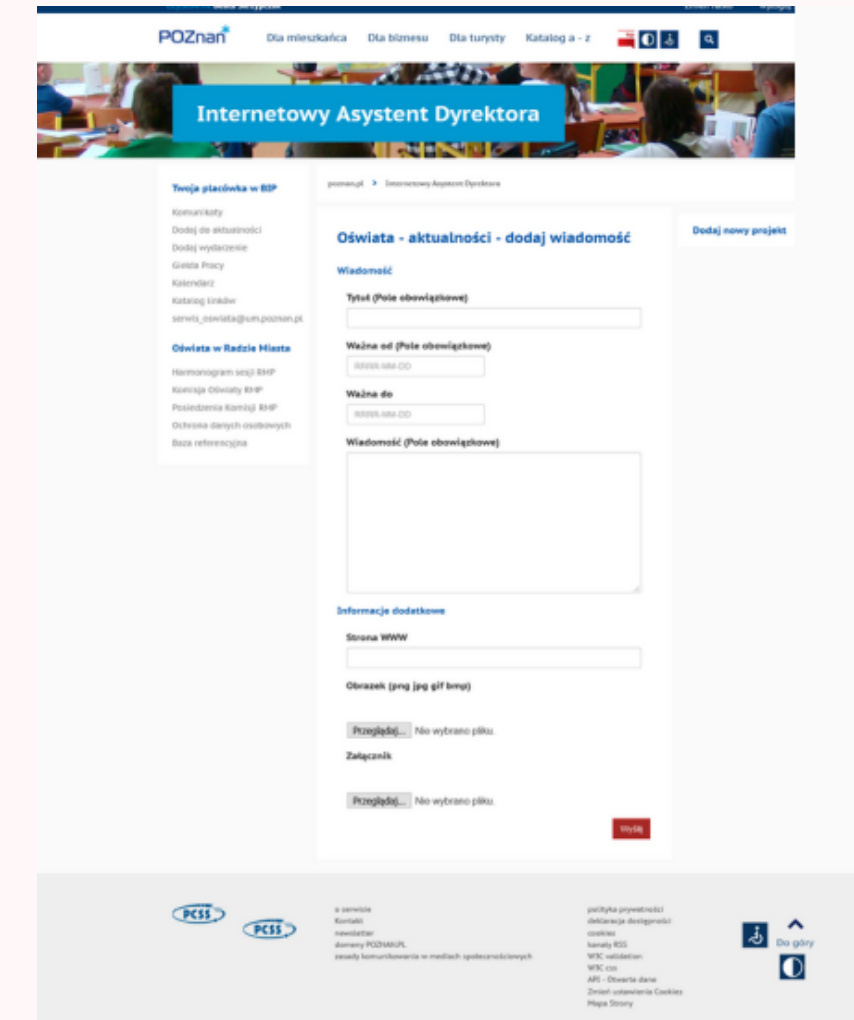 POZnan*
Dla mieszkańca Dla biznesu Dla turysty Katalog a - z
Internetowy Asystent Dyrektora
Twoja placówka w BIP
Komunikaty
Dodaj do aktualności
Dodaj wydarzenie
Giełda Pracy
Kalendarz
Katalog linków
serwis_oswiata@um.poznan.pl
Oświata w Radzie Miasta
Harmonogram sesji RMP
Komisja Oświaty RMP
Posiedzenia Komisji RMP
Ochrona danych osobowych
Baza referencyjna
poznan.pl > Internetowy Asystent Dyrektora
Oświata - aktualności - dodaj wiadomość
Wiadomość
Tytuł (Pole obowiązkowe)
Ważna od (Pole obowiązkowe)
RRRR-MM-DD
Ważna do
RRRR-MM-DD
Wiadomość (Pole obowiązkowe)
Informacje dodatkowe
Strona WWW
Obrazek (png jpg gif bmp)
Przeglądaj... Nie wybrano pliku.
Załącznik
Przeglądaj... Nie wybrano pliku.
Wyślij
Dodaj nowy projekt
PCSS
PCSS
o serwisie
Kontakt
newsletter
domeny POZNAN.PL
zasady komunikowania w mediach społecznościowych
polityka prywatności
deklaracja dostępności
cookies
kanały RSS
W3C validation
W3C css
API - Otwarte dane
Zmień ustawienia Cookies
Mapa Strony
Do góry